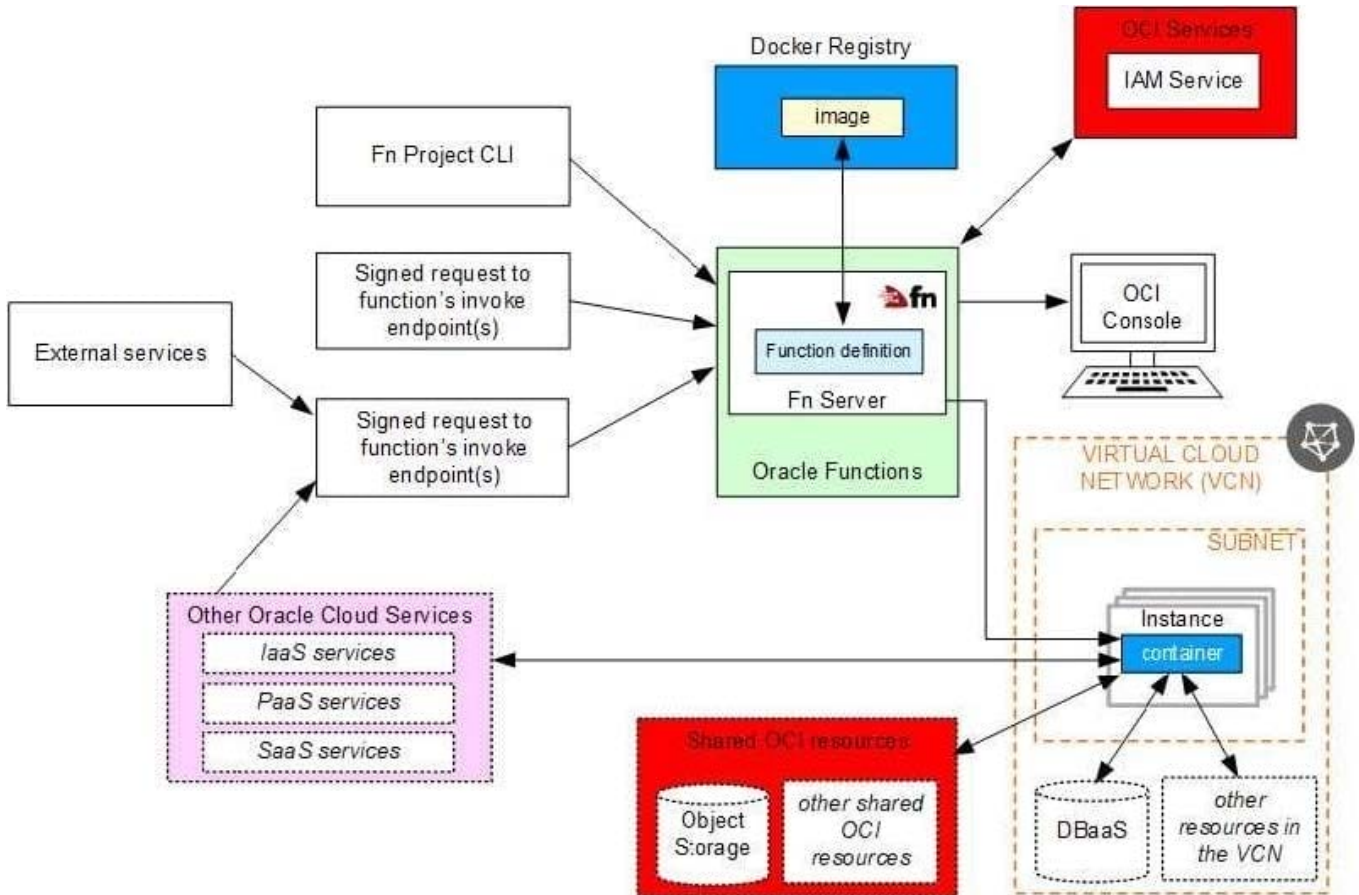 Docker Registry
image
OCI Services
IAM Service
Fn Project CLI
Signed request to
function's invoke
endpoint(s)
External services
Signed request to
function's invoke
endpoint(s)
fn
Function definition
Fn Server
Oracle Functions
OCI
Console
VIRTUAL CLOUD
NETWORK (VCN)
SUBNET
Instance
container
Other Oracle Cloud Services
IaaS services
PaaS services
SaaS services
Shared OCI resources
Object
Storage
other shared
OCI
resources
DBaaS
other
resources in
the VCN